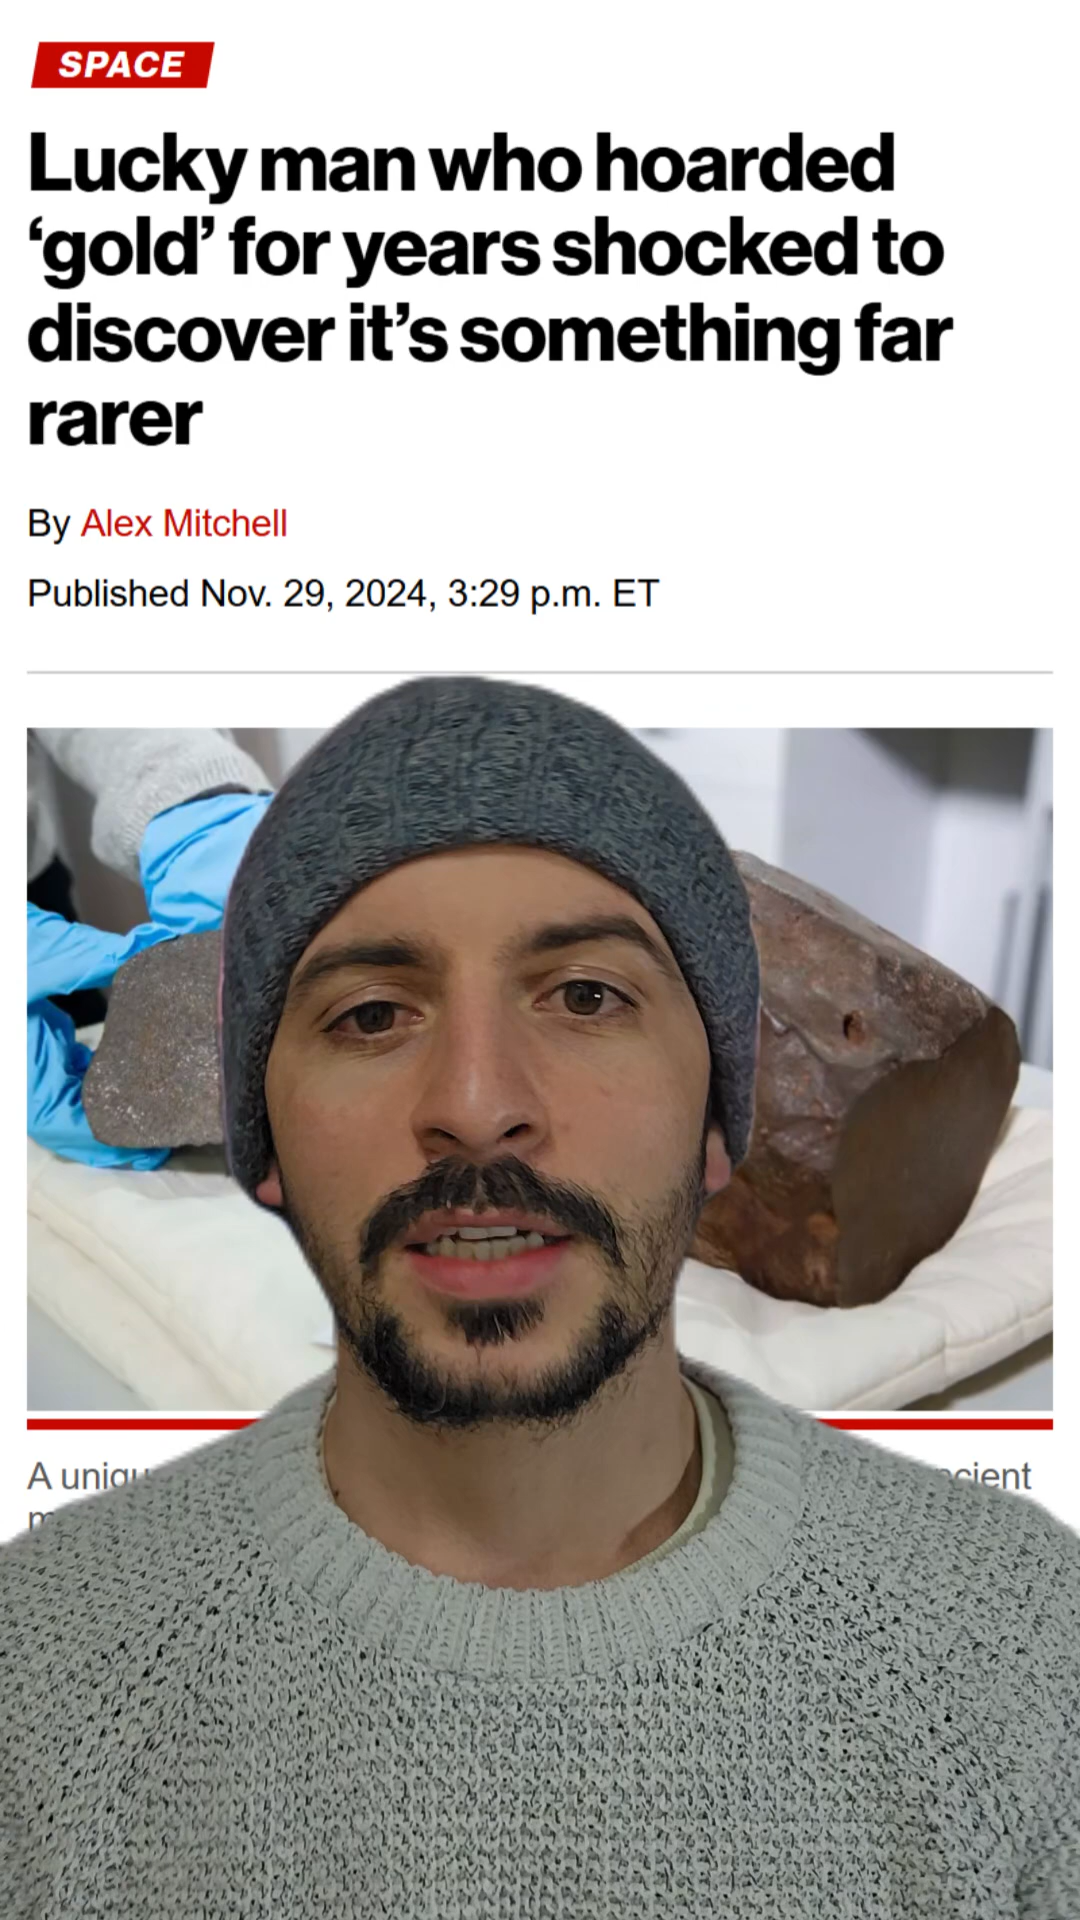 SPACE
Lucky man who hoarded
‘gold’ for years shocked to
discover it’s something far
rarer
By Alex Mitchell
Published Nov. 29, 2024, 3:29 p.m. ET
A